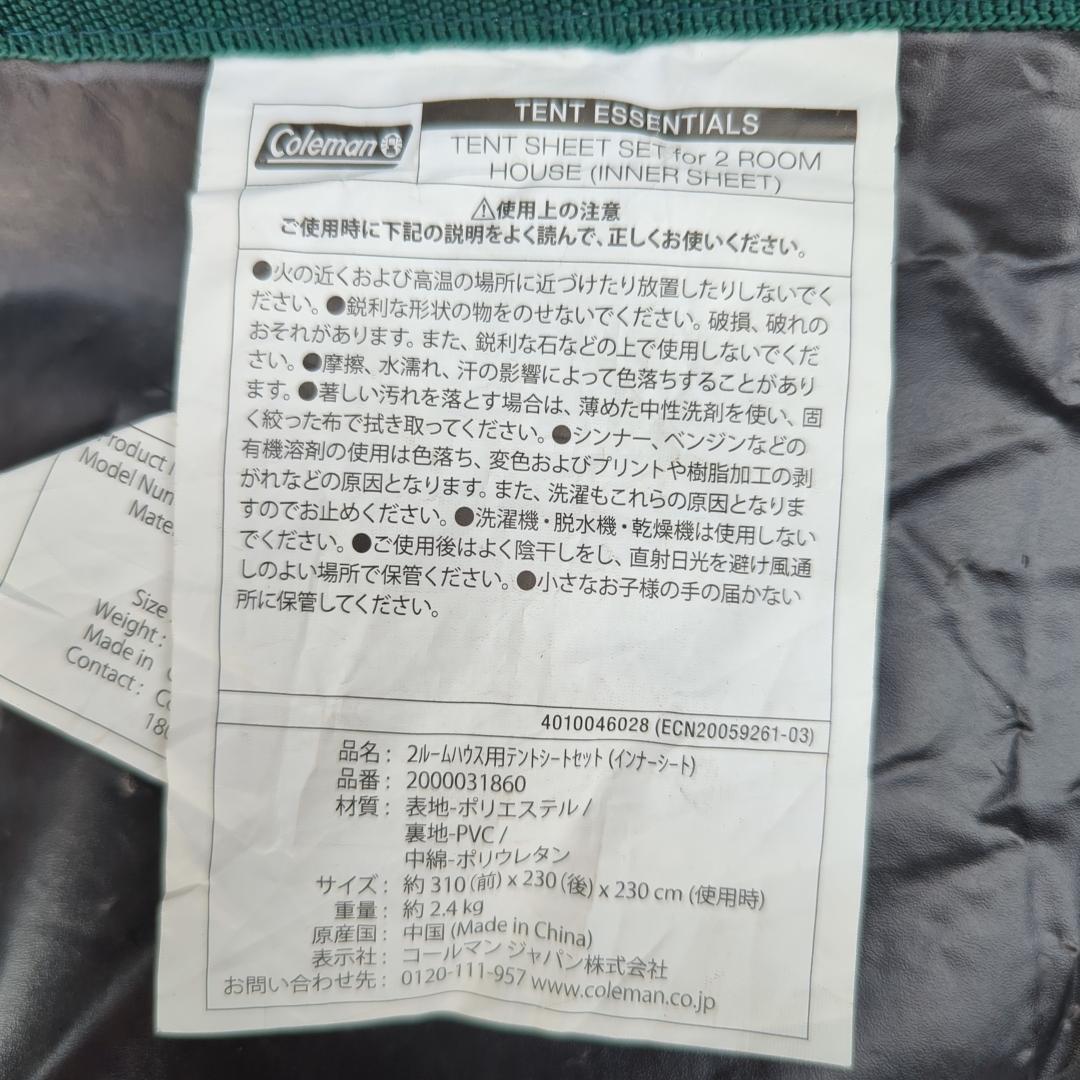 Coleman
TENT ESSENTIALS
TENT SHEET SET for 2 ROOM
HOUSE (INNER SHEET)
⚠使用上の注意
ご使用時に下記の説明をよく読んで、正しくお使いください。
●火の近くおよび高温の場所に近づけたり放置したりしないでく
ださい。●鋭利な形状の物をのせないでください。破損、破れの
おそれがあります。また、鋭利な石などの上で使用しないでくだ
さい。●摩擦、水濡れ、汗の影響によって色落ちすることがあり
ます。●著しい汚れを落とす場合は、薄めた中性洗剤を使い、固
く絞った布で拭き取ってください。●シンナー、ベンジンなどの
有機溶剤の使用は色落ち、変色およびプリントや樹脂加工の剥
がれなどの原因となります。また、洗濯もこれらの原因となりま
すのでお止めください。●洗濯機・脱水機・乾燥機は使用しない
でください。●ご使用後はよく陰干しをし、直射日光を避け風通
しのよい場所で保管ください。●小さなお子様の手の届かない
所に保管してください。
4010046028 (ECN20059261-03)
品名: 2ルームハウス用テントシートセット (インナーシート)
品番: 2000031860
材質: 表地-ポリエステル /
裏地-PVC /
中綿-ポリウレタン
サイズ: 約 310 (前) x 230 (後) x 230 cm (使用時)
重量: 約 2.4 kg
原産国: 中国 (Made in China)
表示社: コールマン ジャパン株式会社
お問い合わせ先: 0120-111-957 www.coleman.co.jp
Product
Model Num
Mate
Size
Weight:
Made in
Contact: